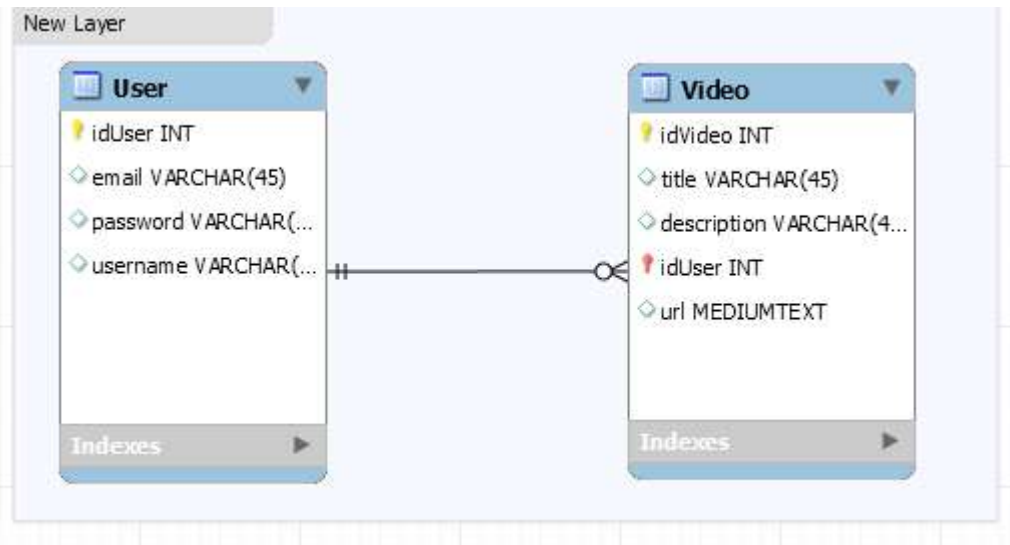 New Layer
User
idUser INT
email VARCHAR(45)
password VARCHAR(...
username VARCHAR(...
Indexes
Video
idVideo INT
title VARCHAR(45)
description VARCHAR(4...
idUser INT
url MEDIUMTEXT
Indexes